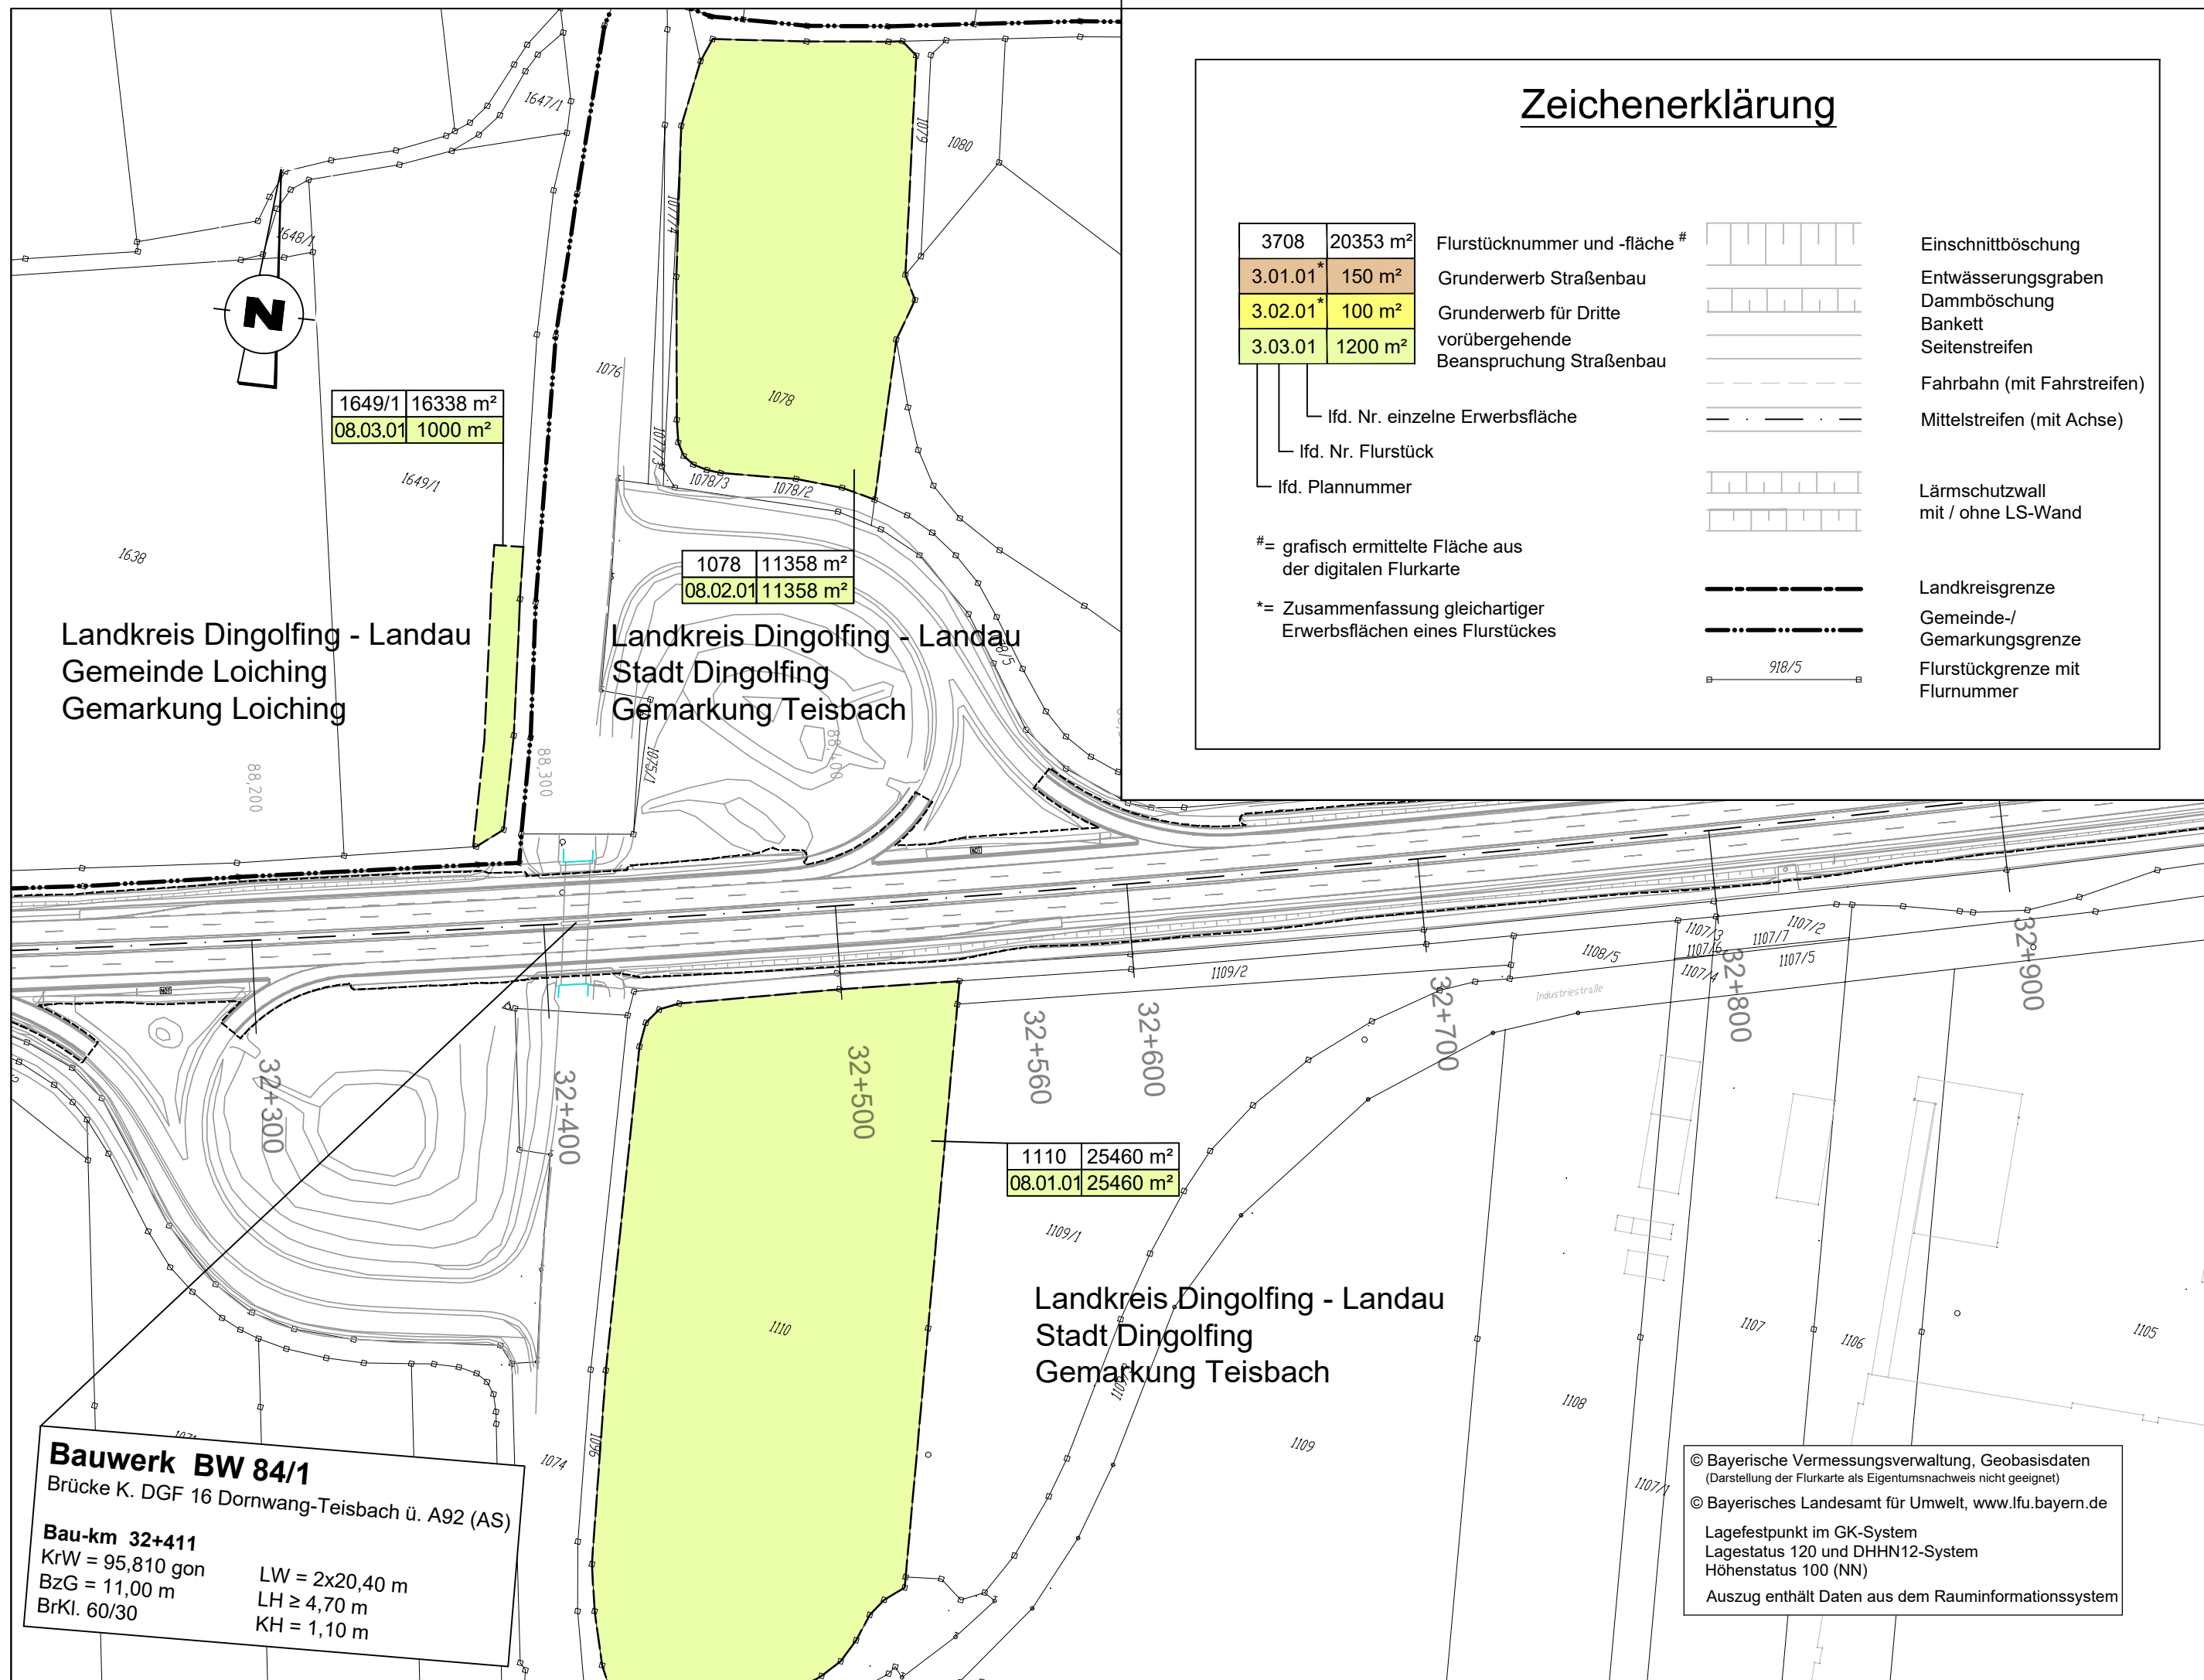 Zeichenerklärung
3708 20353 m² Flurstücknummer und -fläche #
3.01.01* 150 m² Grunderwerb Straßenbau
3.02.01* 100 m² Grunderwerb für Dritte
3.03.01 1200 m² vorübergehende
Beanspruchung Straßenbau
lfd. Nr. einzelne Erwerbsfläche
lfd. Nr. Flurstück
lfd. Plannummer
#= grafisch ermittelte Fläche aus
der digitalen Flurkarte
*= Zusammenfassung gleichartiger
Erwerbsflächen eines Flurstückes
Einschnittböschung
Entwässerungsgraben
Dammböschung
Bankett
Seitenstreifen
Fahrbahn (mit Fahrstreifen)
Mittelstreifen (mit Achse)
Lärmschutzwall
mit / ohne LS-Wand
Landkreisgrenze
Gemeinde-/
Gemarkungsgrenze
918/5
Flurstückgrenze mit
Flurnummer
1647/1
1648/1
N
1079
1080
1077/4
1076
1078
1077/3
1078/3
1078/2
1649/1 16338 m²
08.03.01 1000 m²
1649/1
1638
1078 11358 m²
08.02.01 11358 m²
Landkreis Dingolfing - Landau
Gemeinde Loiching
Gemarkung Loiching
Landkreis Dingolfing - Landau
Stadt Dingolfing
Gemarkung Teisbach
1075/1
88,200
88,300
88,400
1109/2
1108/5
1107/3
1107/2
1107/6
1107/7
1107/4
1107/5
Industriestraße
32+300
32+400
32+500
32+560
32+600
32+700
32+800
32+900
1110 25460 m²
08.01.01 25460 m²
1109/1
1110
Landkreis Dingolfing - Landau
Stadt Dingolfing
Gemarkung Teisbach
1107
1106
1105
1108
1109
1107/1
1096
1074
Bauwerk BW 84/1
Brücke K. DGF 16 Dornwang-Teisbach ü. A92 (AS)
Bau-km 32+411
KrW = 95,810 gon
BzG = 11,00 m
BrKl. 60/30
LW = 2x20,40 m
LH ≥ 4,70 m
KH = 1,10 m
© Bayerische Vermessungsverwaltung, Geobasisdaten
(Darstellung der Flurkarte als Eigentumsnachweis nicht geeignet)
© Bayerisches Landesamt für Umwelt, www.lfu.bayern.de
Lagefestpunkt im GK-System
Lagestatus 120 und DHHN12-System
Höhenstatus 100 (NN)
Auszug enthält Daten aus dem Rauminformationssystem